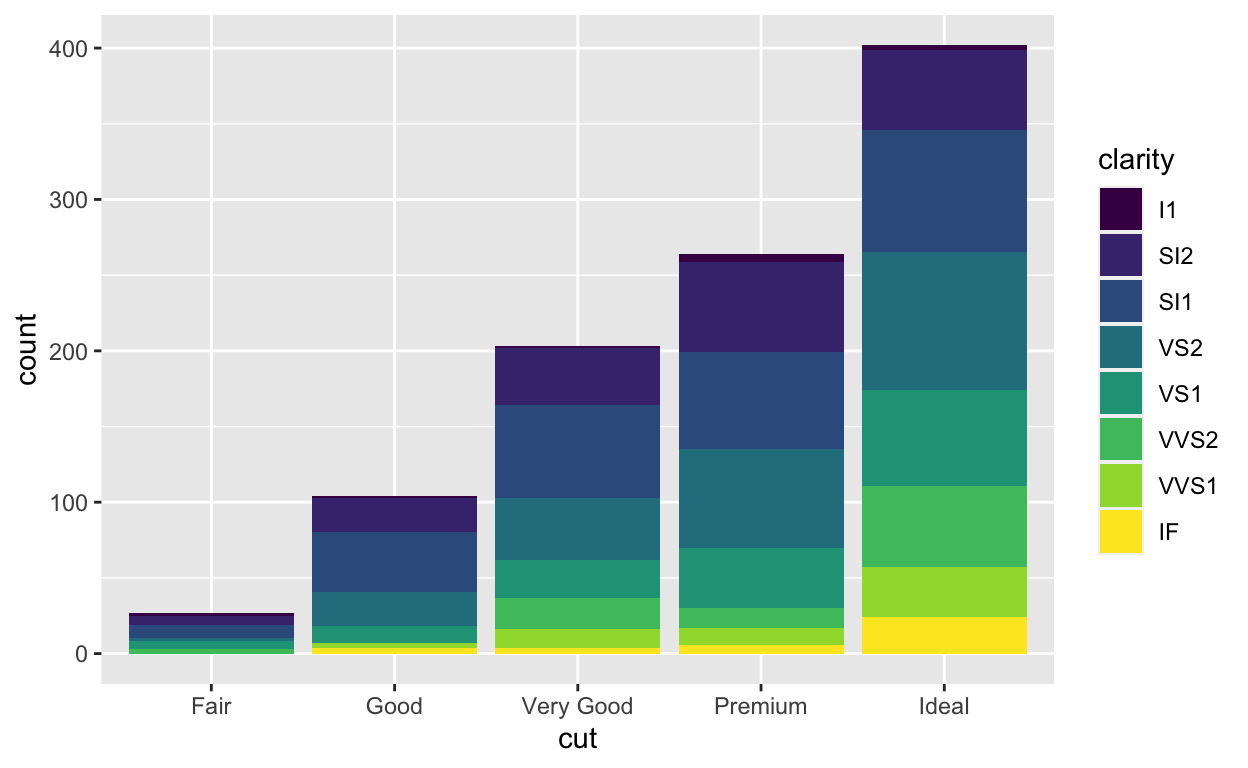 400
300
200
100
0
count
Fair Good Very Good Premium Ideal
cut
clarity
I1
SI2
SI1
VS2
VS1
VVS2
VVS1
IF